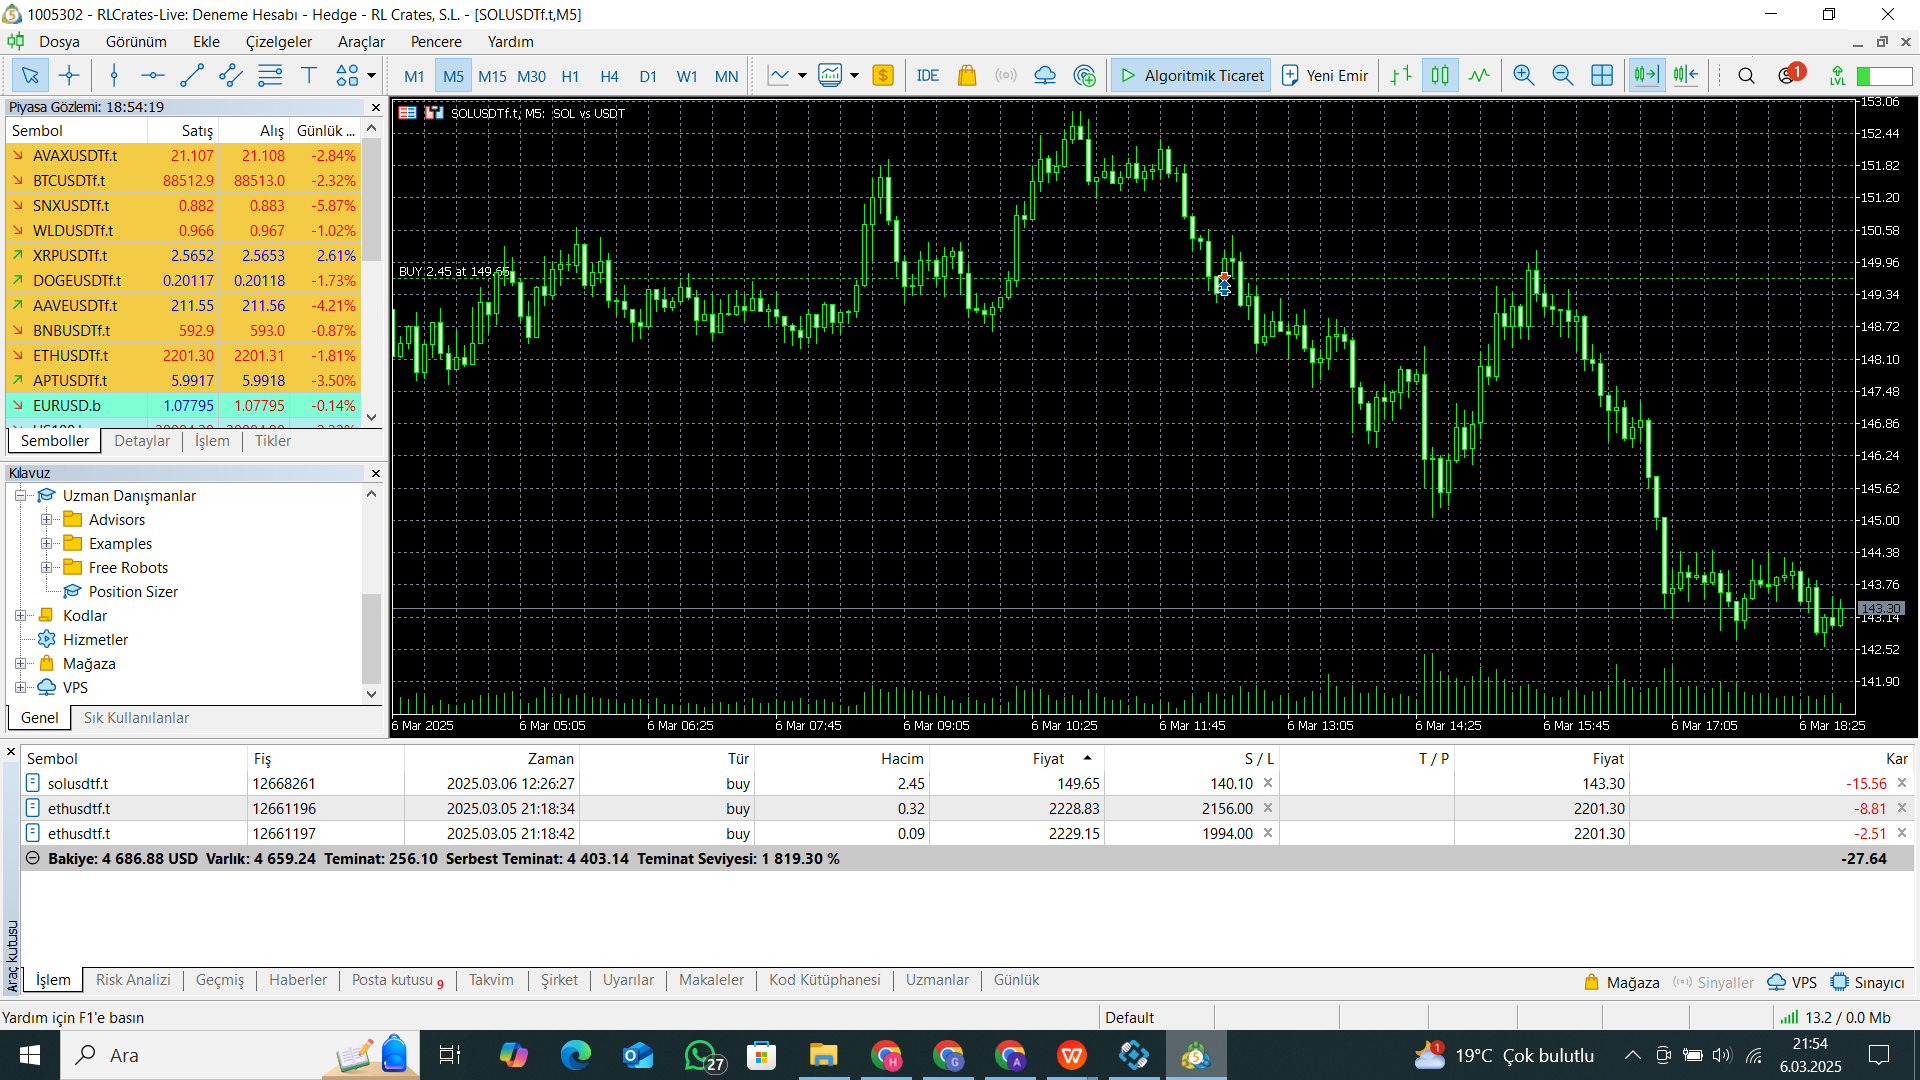 1005302 - RLCrates-Live: Deneme Hesabı - Hedge - RL Crates, S.L. - [SOLUSDTf.t,M5]
Dosya Görünüm Ekle Çizelgeler Araçlar Pencere Yardım
M1 M5 M15 M30 H1 H4 D1 W1 MN IDE Algoritmik Ticaret Yeni Emir 1 LVL
Piyasa Gözlemi: 18:54:19
Sembol Satış Alış Günlük ...
AVAXUSDTf.t 21.107 21.108 -2.84%
BTCUSDTf.t 88512.9 88513.0 -2.32%
SNXUSDTf.t 0.882 0.883 -5.87%
WLDUSDTf.t 0.966 0.967 -1.02%
XRPUSDTf.t 2.5652 2.5653 2.61%
DOGEUSDTf.t 0.20117 0.20118 -1.73%
AAVEUSDTf.t 211.55 211.56 -4.21%
BNBUSDTf.t 592.9 593.0 -0.87%
ETHUSDTf.t 2201.30 2201.31 -1.81%
APTUSDTf.t 5.9917 5.9918 -3.50%
EURUSD.b 1.07795 1.07795 -0.14%
Semboller Detaylar İşlem Tikler
Kılavuz
Uzman Danışmanlar
Advisors
Examples
Free Robots
Position Sizer
Kodlar
Hizmetler
Mağaza
VPS
Genel Sık Kullanılanlar
SOLUSDTf.t, M5: SOL vs USDT
BUY 2.45 at 149.65
153.06
152.44
151.82
151.20
150.58
149.96
149.34
148.72
148.10
147.48
146.86
146.24
145.62
145.00
144.38
143.76
143.30
143.14
142.52
141.90
6 Mar 2025 6 Mar 05:05 6 Mar 06:25 6 Mar 07:45 6 Mar 09:05 6 Mar 10:25 6 Mar 11:45 6 Mar 13:05 6 Mar 14:25 6 Mar 15:45 6 Mar 17:05 6 Mar 18:25
Sembol Fiş Zaman Tür Hacim Fiyat S / L T / P Fiyat Kar
solusdtf.t 12668261 2025.03.06 12:26:27 buy 2.45 149.65 140.10 143.30 -15.56
ethusdtf.t 12661196 2025.03.05 21:18:34 buy 0.32 2228.83 2156.00 2201.30 -8.81
ethusdtf.t 12661197 2025.03.05 21:18:42 buy 0.09 2229.15 1994.00 2201.30 -2.51
Bakiye: 4 686.88 USD Varlık: 4 659.24 Teminat: 256.10 Serbest Teminat: 4 403.14 Teminat Seviyesi: 1 819.30 % -27.64
Araç kutusu
İşlem Risk Analizi Geçmiş Haberler Posta kutusu 9 Takvim Şirket Uyarılar Makaleler Kod Kütüphanesi Uzmanlar Günlük Mağaza Sinyaller VPS Sınayıcı
Yardım için F1'e basın Default 13.2 / 0.0 Mb
Ara 27 H G A 1 19°C Çok bulutlu 21:54
6.03.2025